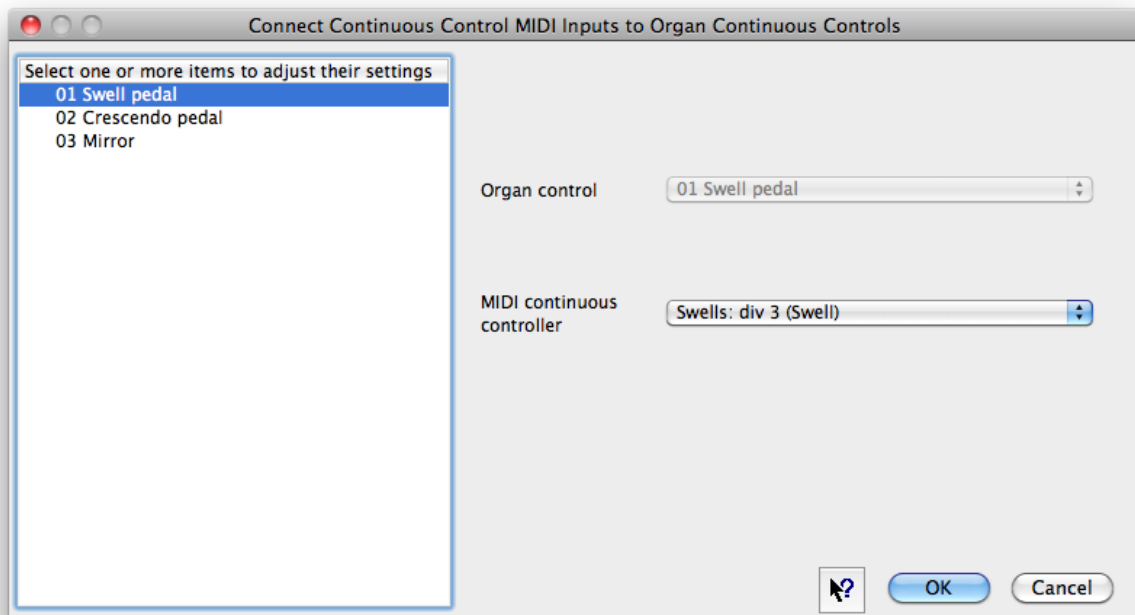 Connect Continuous Control MIDI Inputs to Organ Continuous Controls
Select one or more items to adjust their settings
01 Swell pedal
02 Crescendo pedal
03 Mirror
Organ control
01 Swell pedal
MIDI continuous
controller
Swells: div 3 (Swell)
?
OK
Cancel